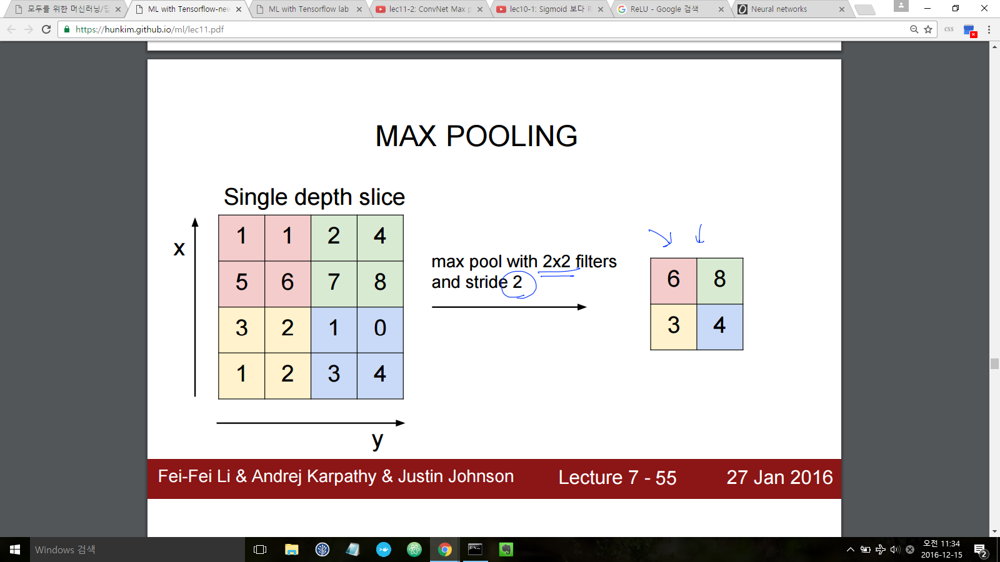 모두를 위한 머신러닝/딥
ML with Tensorflow-new
ML with Tensorflow lab
lec11-2: ConvNet Max p
lec10-1: Sigmoid 보다 R
ReLU - Google 검색
Neural networks
https://hunkim.github.io/ml/lec11.pdf
CSS
MAX POOLING
Single depth slice
x
1 1 2 4
5 6 7 8
3 2 1 0
1 2 3 4
y
max pool with 2x2 filters
and stride 2
6 8
3 4
Fei-Fei Li & Andrej Karpathy & Justin Johnson
Lecture 7 - 55
27 Jan 2016
Windows 검색
오전 11:34
2016-12-15
2